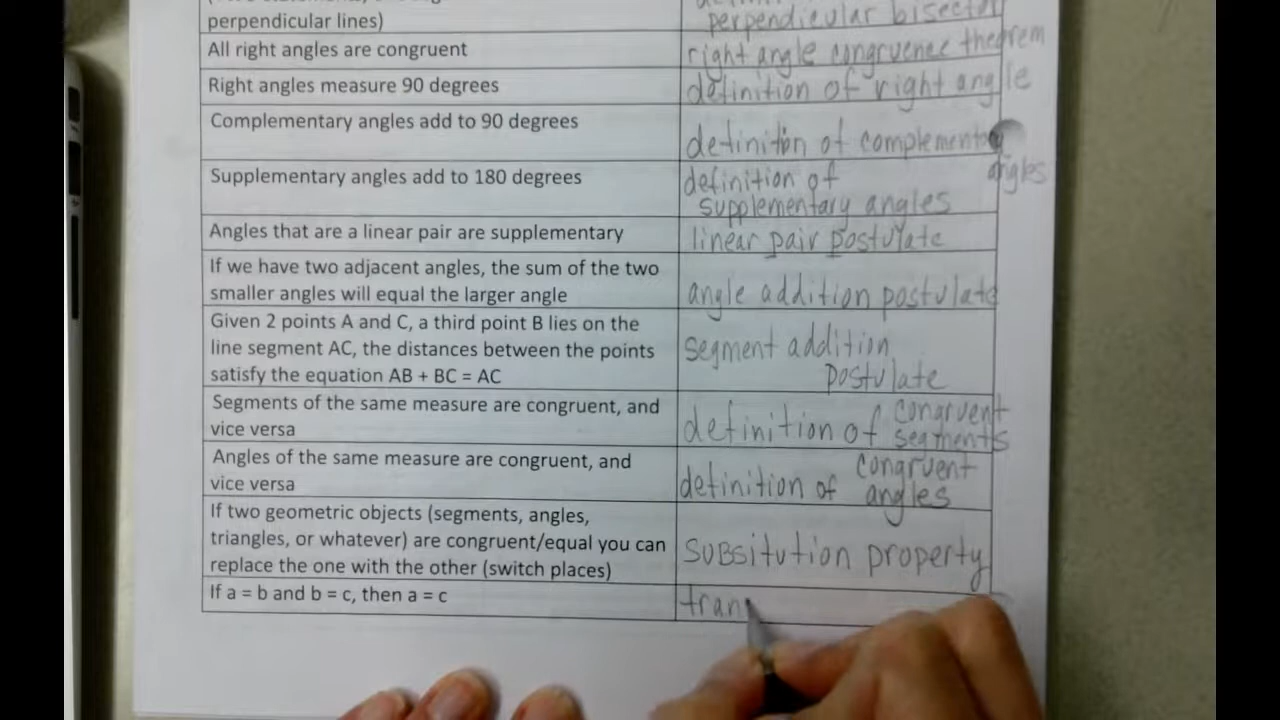 perpendicular lines)
perpendicular bisector
All right angles are congruent
right angle congruence theorem
Right angles measure 90 degrees
definition of right angle
Complementary angles add to 90 degrees
definition of complementary
angles
Supplementary angles add to 180 degrees
definition of
supplementary angles
Angles that are a linear pair are supplementary
linear pair postulate
If we have two adjacent angles, the sum of the two
smaller angles will equal the larger angle
angle addition postulate
Given 2 points A and C, a third point B lies on the
line segment AC, the distances between the points
satisfy the equation AB + BC = AC
segment addition
postulate
Segments of the same measure are congruent, and
vice versa
definition of congruent
segments
Angles of the same measure are congruent, and
vice versa
definition of congruent
angles
If two geometric objects (segments, angles,
triangles, or whatever) are congruent/equal you can
replace the one with the other (switch places)
subsitution property
If a = b and b = c, then a = c
tran